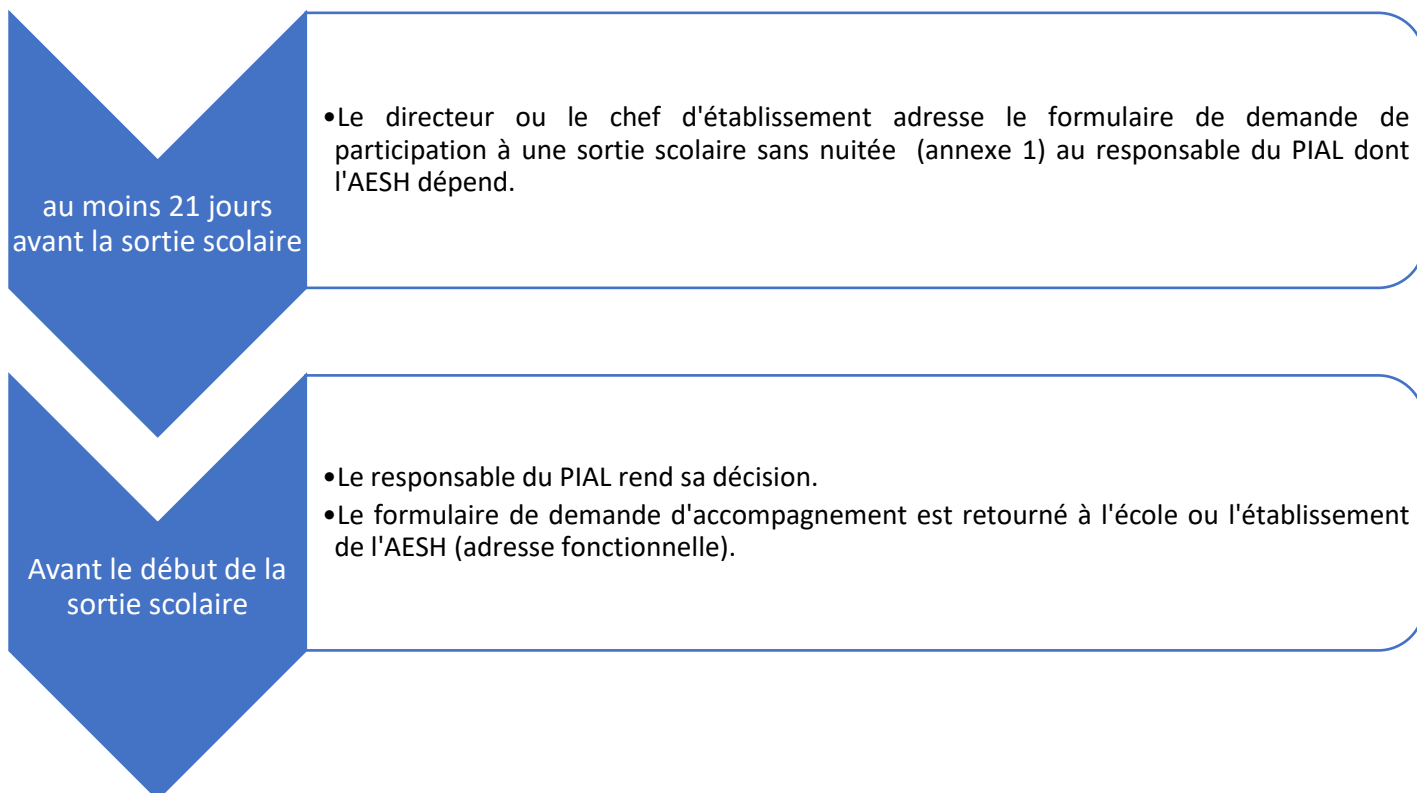 au moins 21 jours
avant la sortie scolaire
•Le directeur ou le chef d'établissement adresse le formulaire de demande de
participation à une sortie scolaire sans nuitée (annexe 1) au responsable du PIAL dont
l'AESH dépend.
Avant le début de la
sortie scolaire
•Le responsable du PIAL rend sa décision.
•Le formulaire de demande d'accompagnement est retourné à l'école ou l'établissement
de l'AESH (adresse fonctionnelle).